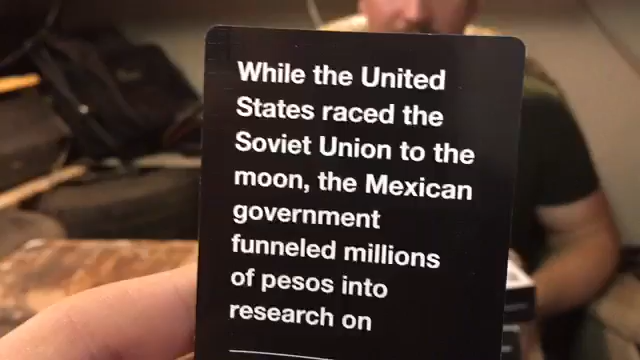 While the United
States raced the
Soviet Union to the
moon, the Mexican
government
funneled millions
of pesos into
research on